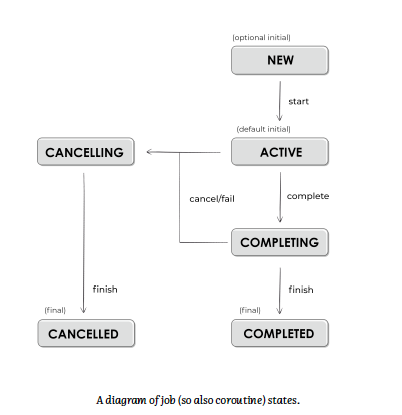 (optional initial)
NEW
start
(default initial)
CANCELLING
ACTIVE
cancel/fail
complete
COMPLETING
finish
finish
(final)
(final)
CANCELLED
COMPLETED
A diagram of job (so also coroutine) states.